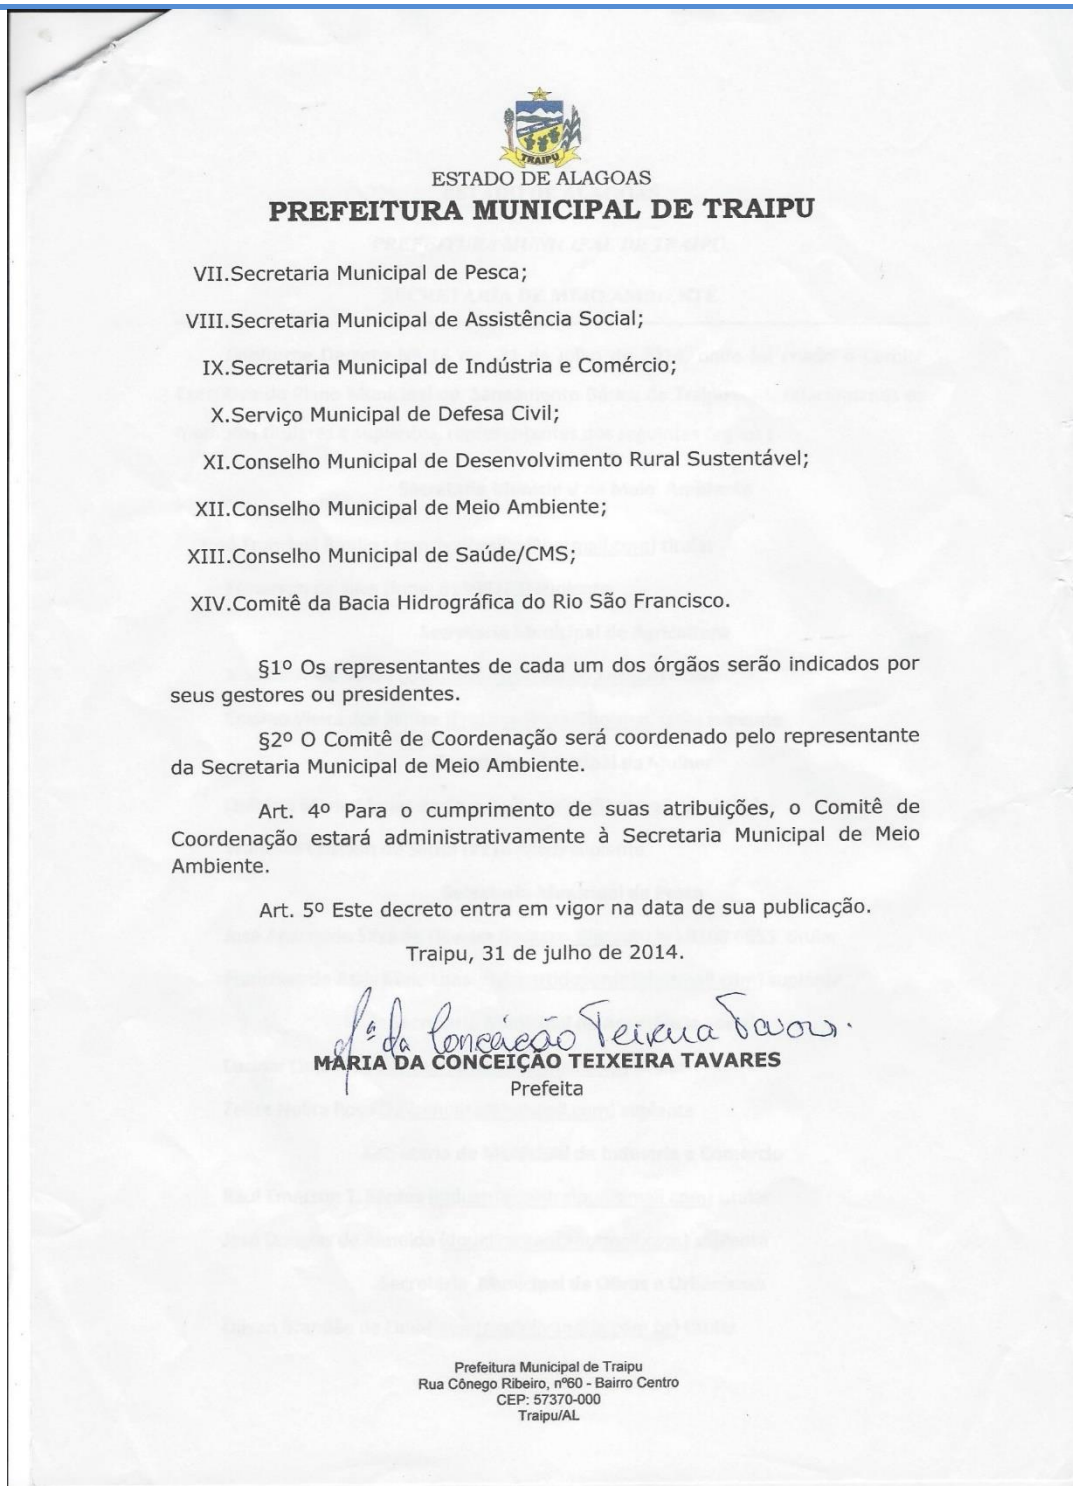 TRAIPU
ESTADO DE ALAGOAS
PREFEITURA MUNICIPAL DE TRAIPU
VII.Secretaria Municipal de Pesca;
VIII.Secretaria Municipal de Assistência Social;
IX.Secretaria Municipal de Indústria e Comércio;
X.Serviço Municipal de Defesa Civil;
XI.Conselho Municipal de Desenvolvimento Rural Sustentável;
XII.Conselho Municipal de Meio Ambiente;
XIII.Conselho Municipal de Saúde/CMS;
XIV.Comitê da Bacia Hidrográfica do Rio São Francisco.
§1º Os representantes de cada um dos órgãos serão indicados por
seus gestores ou presidentes.
§2º O Comitê de Coordenação será coordenado pelo representante
da Secretaria Municipal de Meio Ambiente.
Art. 4º Para o cumprimento de suas atribuições, o Comitê de
Coordenação estará administrativamente à Secretaria Municipal de Meio
Ambiente.
Art. 5º Este decreto entra em vigor na data de sua publicação.
Traipu, 31 de julho de 2014.
Mª da Conceição Teixeira Tavares.
MARIA DA CONCEIÇÃO TEIXEIRA TAVARES
Prefeita
Prefeitura Municipal de Traipu
Rua Cônego Ribeiro, nº60 - Bairro Centro
CEP: 57370-000
Traipu/AL